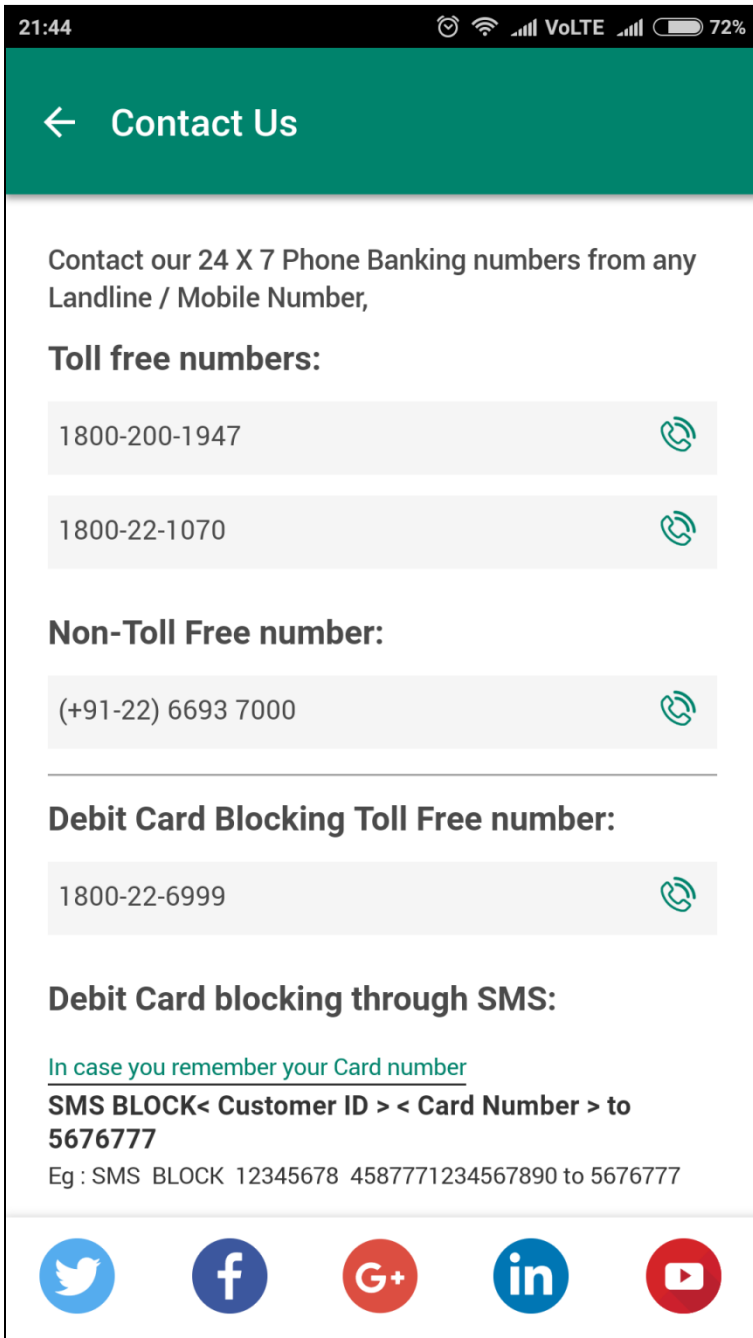 21:44 VoLTE 72%
Contact Us
Contact our 24 X 7 Phone Banking numbers from any
Landline / Mobile Number,
Toll free numbers:
1800-200-1947
1800-22-1070
Non-Toll Free number:
(+91-22) 6693 7000
Debit Card Blocking Toll Free number:
1800-22-6999
Debit Card blocking through SMS:
In case you remember your Card number
SMS BLOCK< Customer ID > < Card Number > to
5676777
Eg : SMS  BLOCK  12345678  4587771234567890 to 5676777
f G+ in